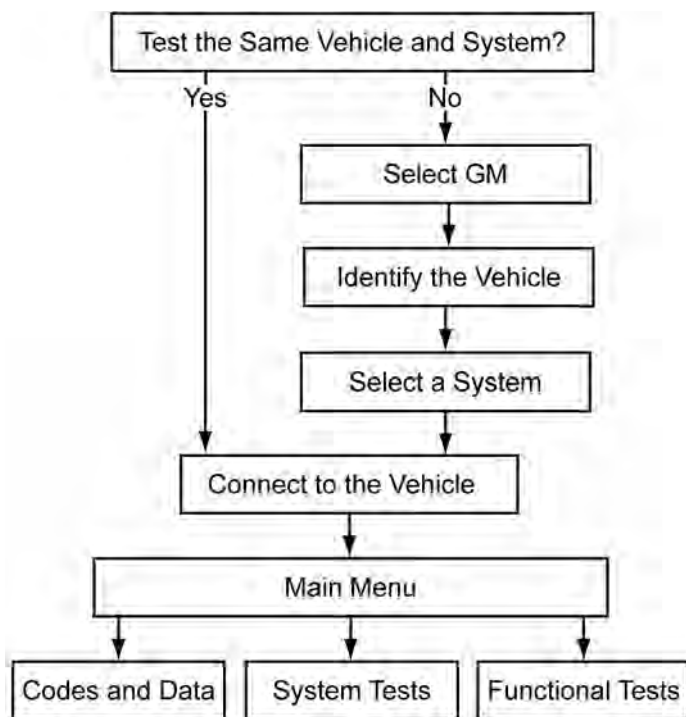 Test the Same Vehicle and System?
Yes
No
Select GM
Identify the Vehicle
Select a System
Connect to the Vehicle
Main Menu
Codes and Data
System Tests
Functional Tests